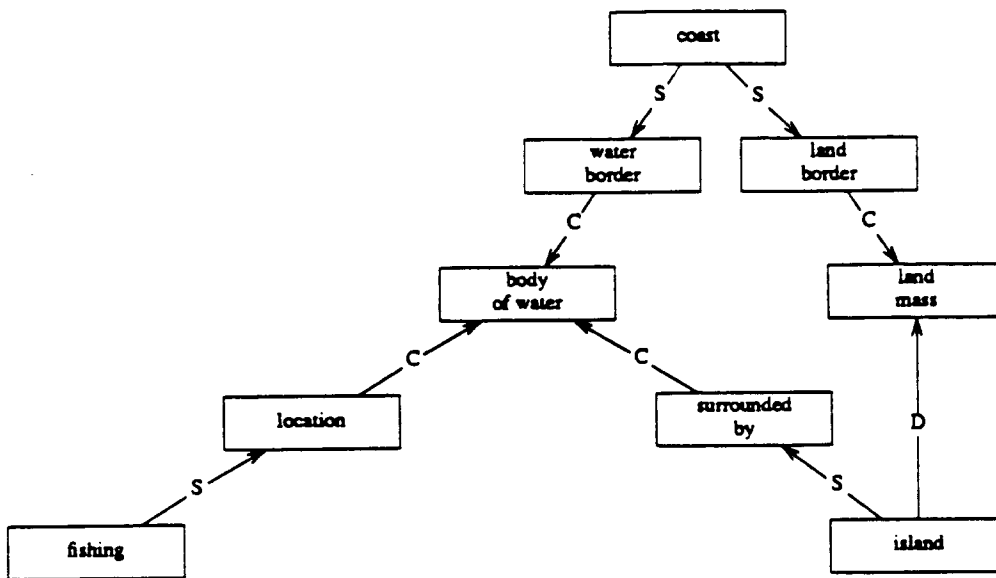 coast
S
S
water
border
land
border
C
C
body
of water
land
mass
C
C
location
surrounded
by
D
S
S
fishing
island